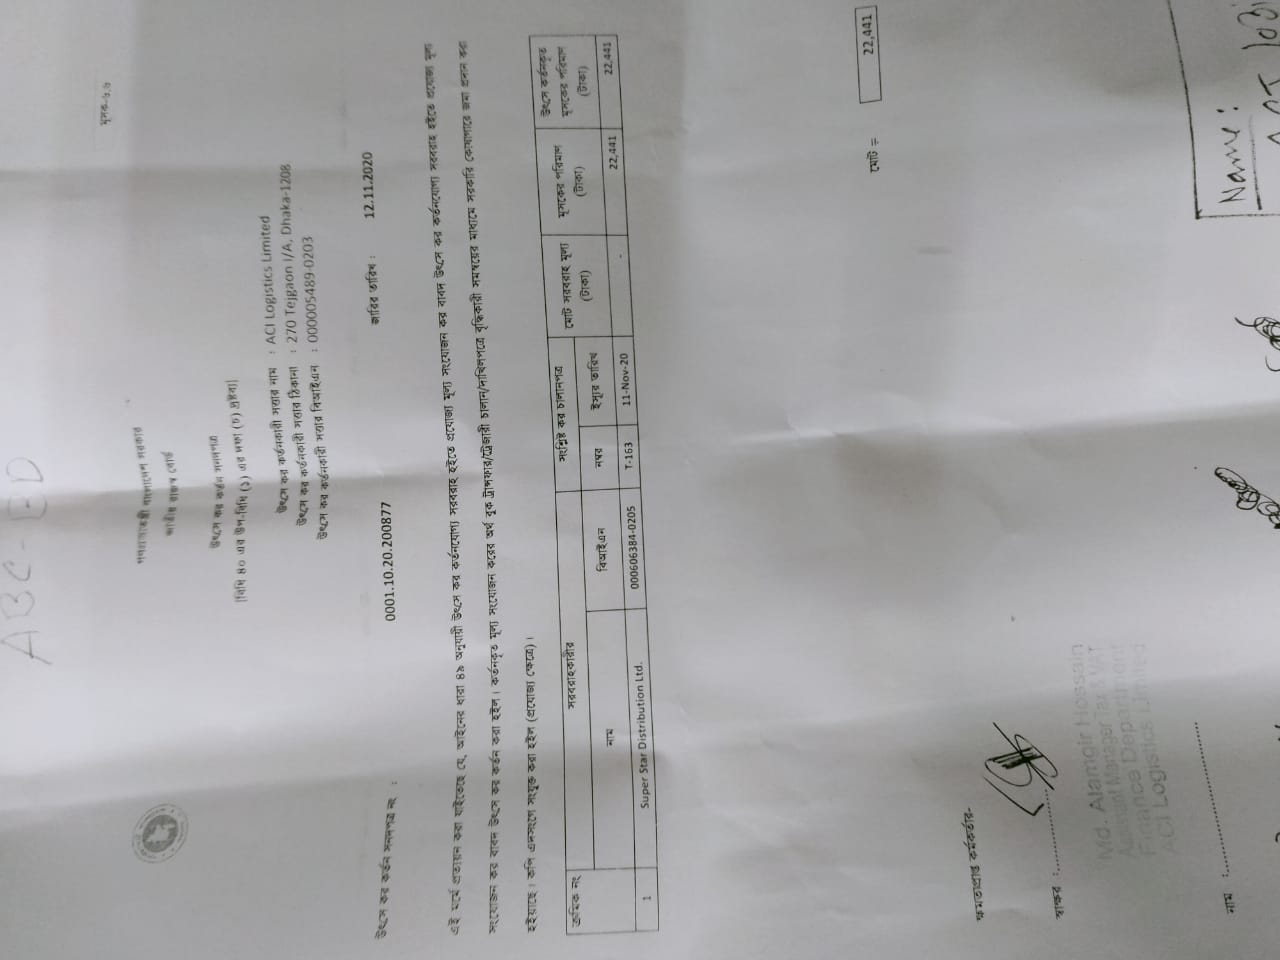 ABC-ED
মূসক-৬.৬
গণপ্রজাতন্ত্রী বাংলাদেশ সরকার
জাতীয় রাজস্ব বোর্ড
উৎসে কর কর্তন সনদপত্র
[বিধি ৪০ এর উপ-বিধি (১) এর দফা (চ) দ্রষ্টব্য]
উৎসে কর কর্তনকারী সত্তার নাম : ACI Logistics Limited
উৎসে কর কর্তনকারী সত্তার ঠিকানা : 270 Tejgaon I/A, Dhaka-1208
উৎসে কর কর্তনকারী সত্তার বিআইএন : 000005489-0203
উৎসে কর কর্তন সনদপত্র নং : 0001.10.20.200877 জারির তারিখ : 12.11.2020
এই মর্মে প্রত্যয়ন করা যাইতেছে যে, আইনের ধারা ৪৯ অনুযায়ী উৎসে কর কর্তনযোগ্য সরবরাহ হইতে প্রযোজ্য মূল্য সংযোজন কর বাবদ উৎসে কর কর্তনযোগ্য সরবরাহ হইতে প্রযোজ্য মূল্য
সংযোজন কর বাবদ উৎসে কর কর্তন করা হইল। কর্তনকৃত মূল্য সংযোজন করের অর্থ বুক ট্রান্সফার/ট্রেজারী চালান/দাখিলপত্রে বৃদ্ধিকারী সমন্বয়ের মাধ্যমে সরকারি কোষাগারে জমা প্রদান করা
হইয়াছে। কপি এতদসংগে সংযুক্ত করা হইল (প্রযোজ্য ক্ষেত্রে)।
ক্রমিক নং সরবরাহকারীর সংশ্লিষ্ট কর চালানপত্র মোট সরবরাহ মূল্য (টাকা) মূসকের পরিমাণ (টাকা) উৎসে কর্তনকৃত মূসকের পরিমাণ (টাকা)
নাম বিআইএন নম্বর ইস্যুর তারিখ
1 Super Star Distribution Ltd. 000606384-0205 T-163 11-Nov-20 - 22,441 22,441
মোট = 22,441
ক্ষমতাপ্রাপ্ত কর্মকর্তার-
স্বাক্ষর :
Md. Alamgir Hossain
Assistant Manager Tax & VAT
Finance Department
ACI Logistics Limited
নাম :
Name: